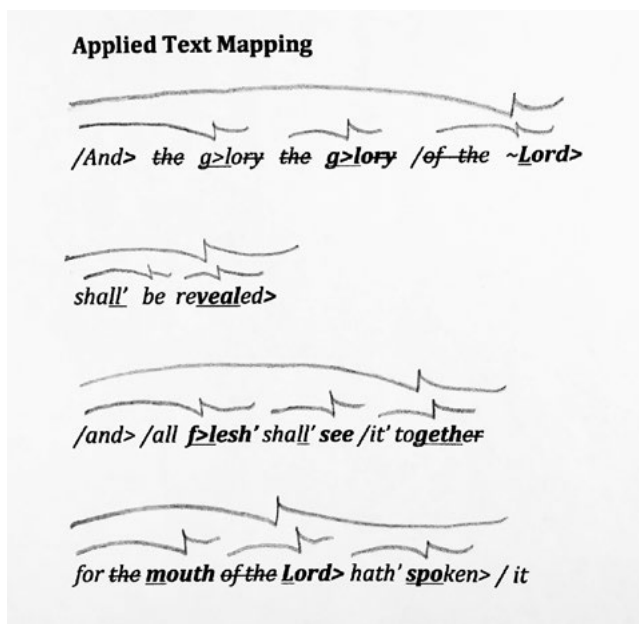 Applied Text Mapping
/And> the g>lory the g>lory /of the ~Lord>
shall' be revealed>
/and> /all f>lesh' shall' see /it' together
for the mouth of the Lord> hath' spoken> / it